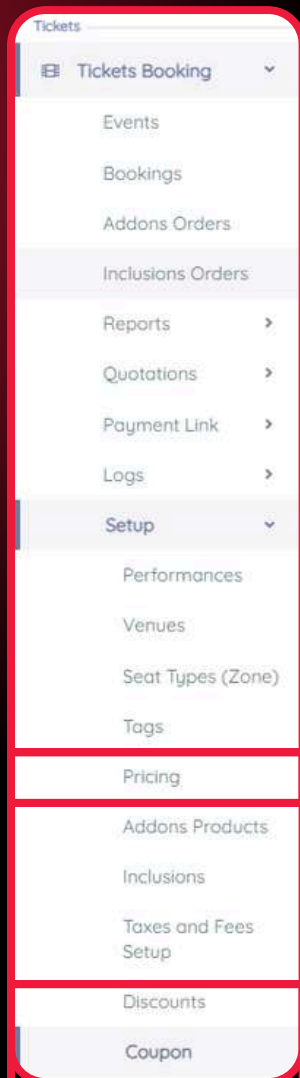 Tickets
Tickets Booking
Events
Bookings
Addons Orders
Inclusions Orders
Reports
Quotations
Payment Link
Logs
Setup
Performances
Venues
Seat Types (Zone)
Tags
Pricing
Addons Products
Inclusions
Taxes and Fees
Setup
Discounts
Coupon